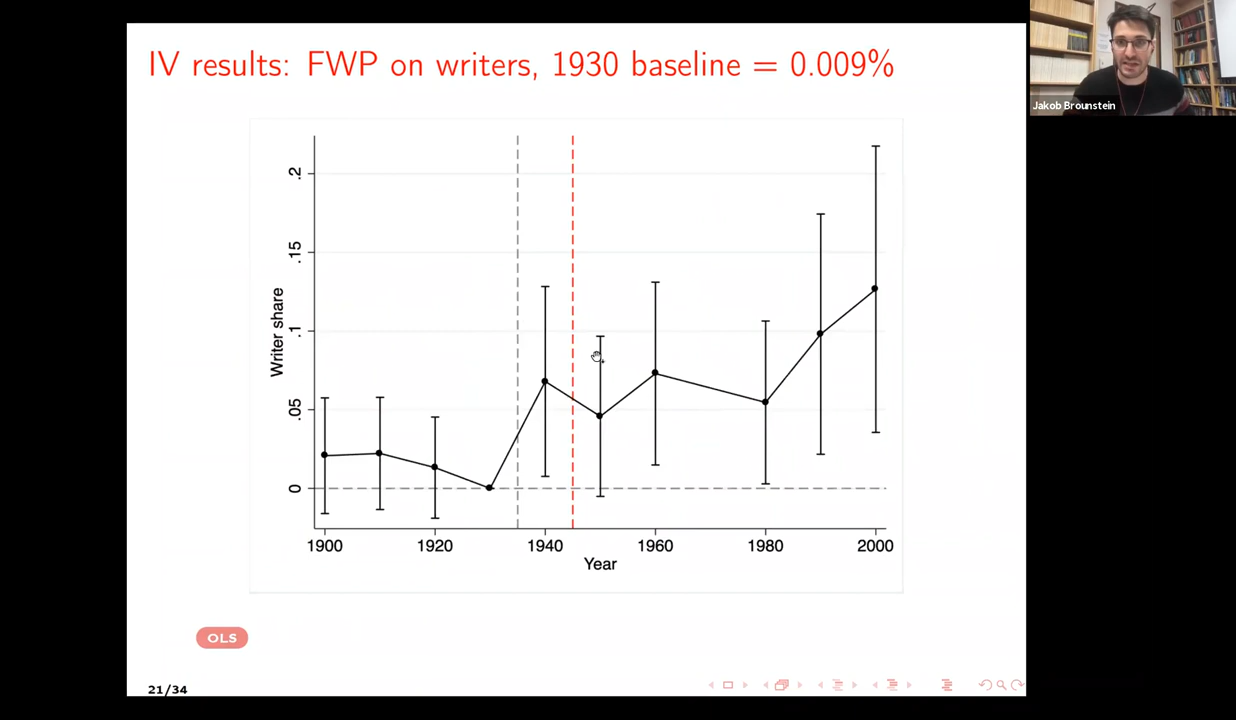 IV results: FWP on writers, 1930 baseline = 0.009%
Jakob Brounstein
.2
.15
.1
.05
0
Writer share
1900 1920 1940 1960 1980 2000
Year
OLS
21/34